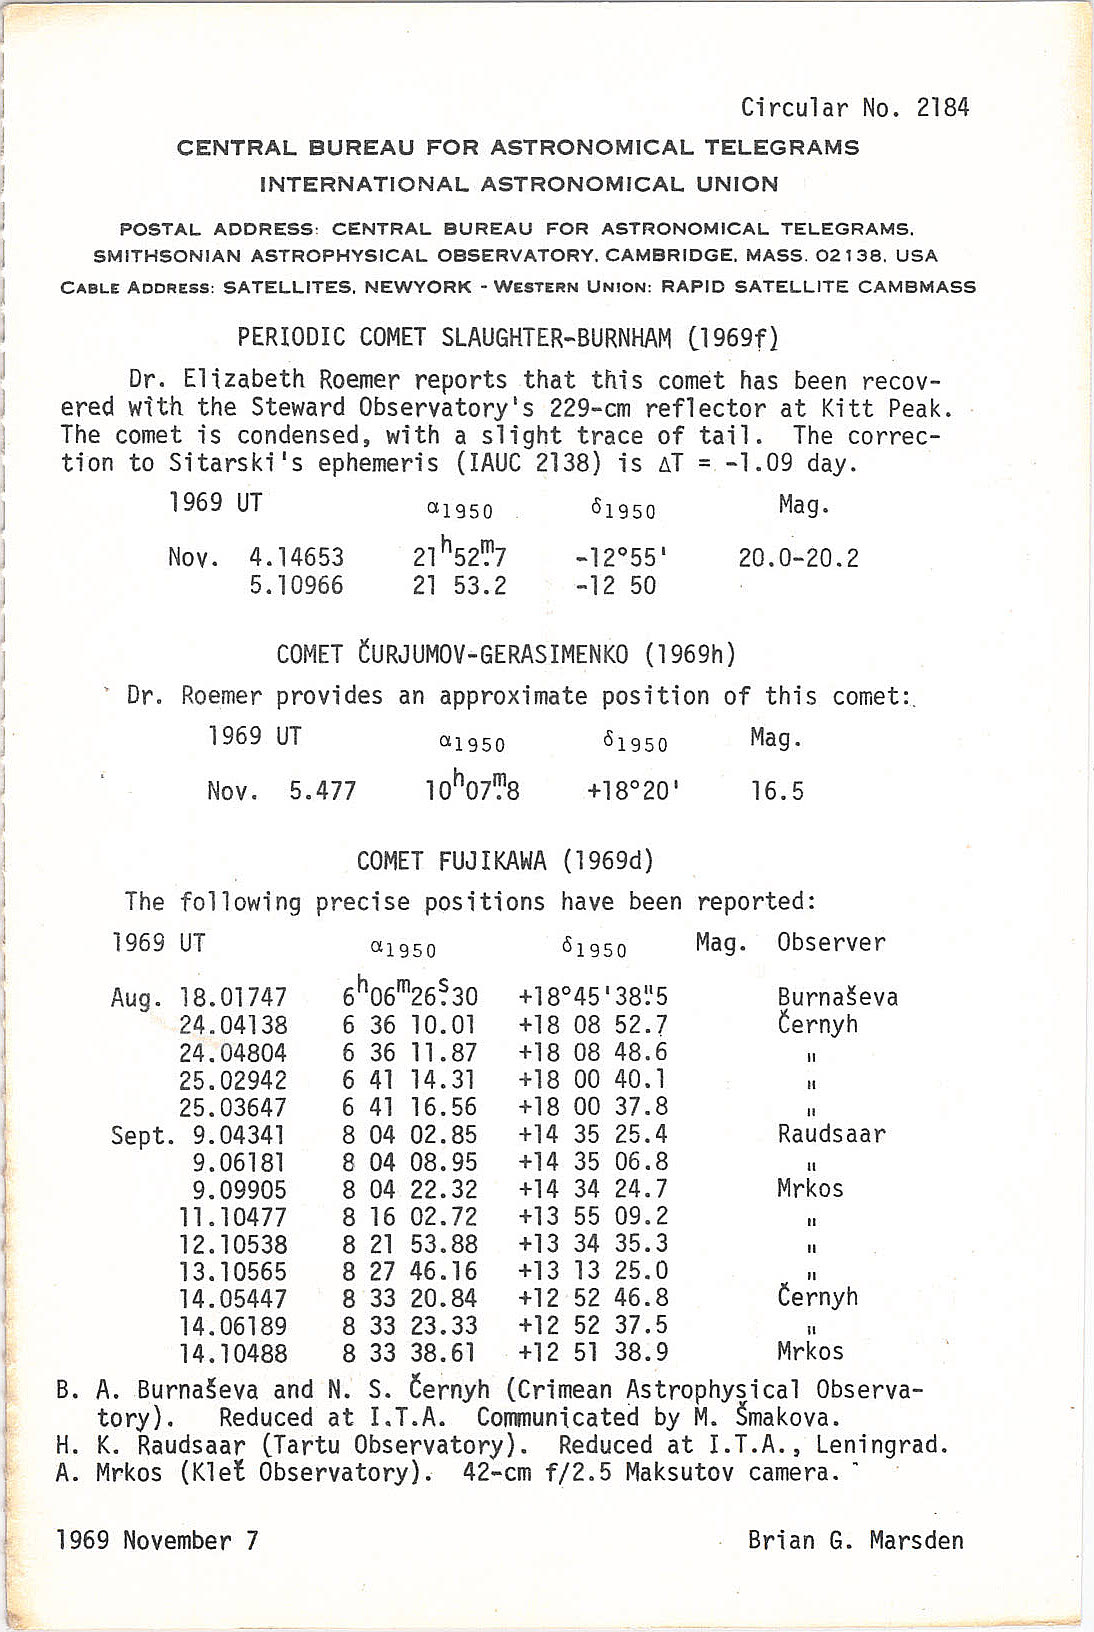 Circular No. 2184
CENTRAL BUREAU FOR ASTRONOMICAL TELEGRAMS
INTERNATIONAL ASTRONOMICAL UNION
POSTAL ADDRESS: CENTRAL BUREAU FOR ASTRONOMICAL TELEGRAMS,
SMITHSONIAN ASTROPHYSICAL OBSERVATORY, CAMBRIDGE, MASS. 02138, USA
CABLE ADDRESS: SATELLITES, NEWYORK - WESTERN UNION: RAPID SATELLITE CAMBMASS
PERIODIC COMET SLAUGHTER-BURNHAM (1969f)
Dr. Elizabeth Roemer reports that this comet has been recov-
ered with the Steward Observatory's 229-cm reflector at Kitt Peak.
The comet is condensed, with a slight trace of tail. The correc-
tion to Sitarski's ephemeris (IAUC 2138) is ΔT = -1.09 day.
1969 UT α1950 δ1950 Mag.
Nov. 4.14653 21ʰ52ᵐ.7 -12°55' 20.0-20.2
5.10966 21 53.2 -12 50
COMET ČURJUMOV-GERASIMENKO (1969h)
Dr. Roemer provides an approximate position of this comet:
1969 UT α1950 δ1950 Mag.
Nov. 5.477 10ʰ07ᵐ.8 +18°20' 16.5
COMET FUJIKAWA (1969d)
The following precise positions have been reported:
1969 UT α1950 δ1950 Mag. Observer
Aug. 18.01747 6ʰ06ᵐ26ˢ.30 +18°45'38".5 Burnaševa
24.04138 6 36 10.01 +18 08 52.7 Černyh
24.04804 6 36 11.87 +18 08 48.6 "
25.02942 6 41 14.31 +18 00 40.1 "
25.03647 6 41 16.56 +18 00 37.8 "
Sept. 9.04341 8 04 02.85 +14 35 25.4 Raudsaar
9.06181 8 04 08.95 +14 35 06.8 "
9.09905 8 04 22.32 +14 34 24.7 Mrkos
11.10477 8 16 02.72 +13 55 09.2 "
12.10538 8 21 53.88 +13 34 35.3 "
13.10565 8 27 46.16 +13 13 25.0 "
14.05447 8 33 20.84 +12 52 46.8 Černyh
14.06189 8 33 23.33 +12 52 37.5 "
14.10488 8 33 38.61 +12 51 38.9 Mrkos
B. A. Burnaševa and N. S. Černyh (Crimean Astrophysical Observa-
tory). Reduced at I.T.A. Communicated by M. Šmakova.
H. K. Raudsaar (Tartu Observatory). Reduced at I.T.A., Leningrad.
A. Mrkos (Kleť Observatory). 42-cm f/2.5 Maksutov camera.
1969 November 7 Brian G. Marsden